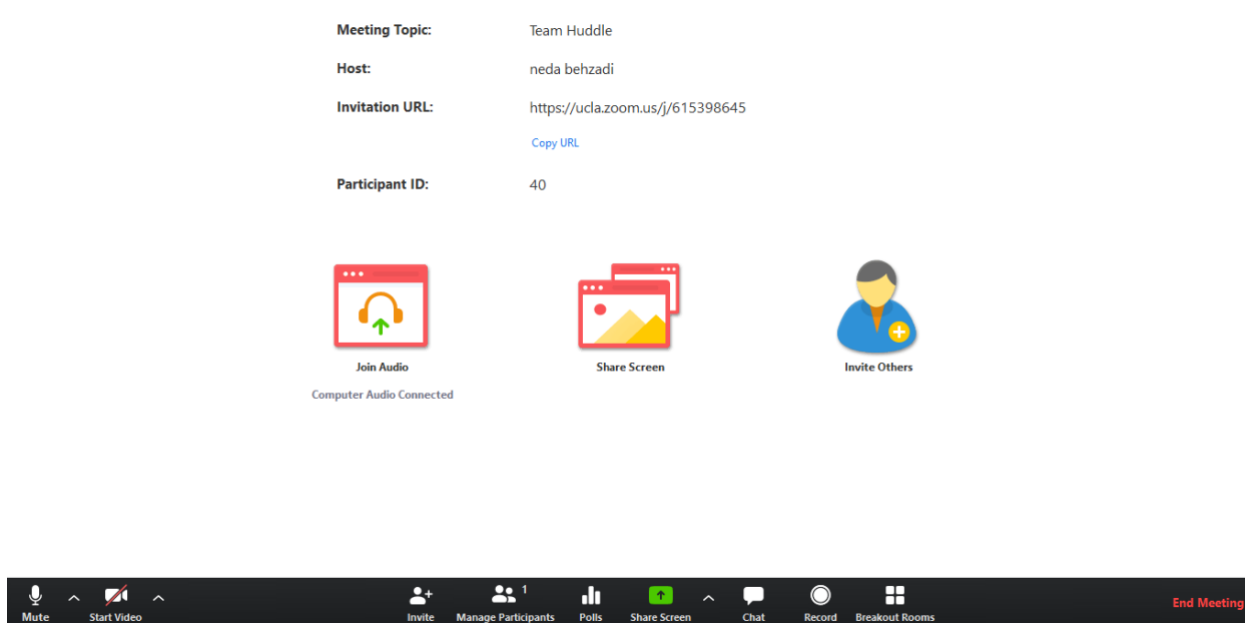 Meeting Topic: Team Huddle
Host: neda behzadi
Invitation URL: https://ucla.zoom.us/j/615398645
Copy URL
Participant ID: 40
Join Audio Share Screen Invite Others
Computer Audio Connected
1
Mute Start Video Invite Manage Participants Polls Share Screen Chat Record Breakout Rooms End Meeting